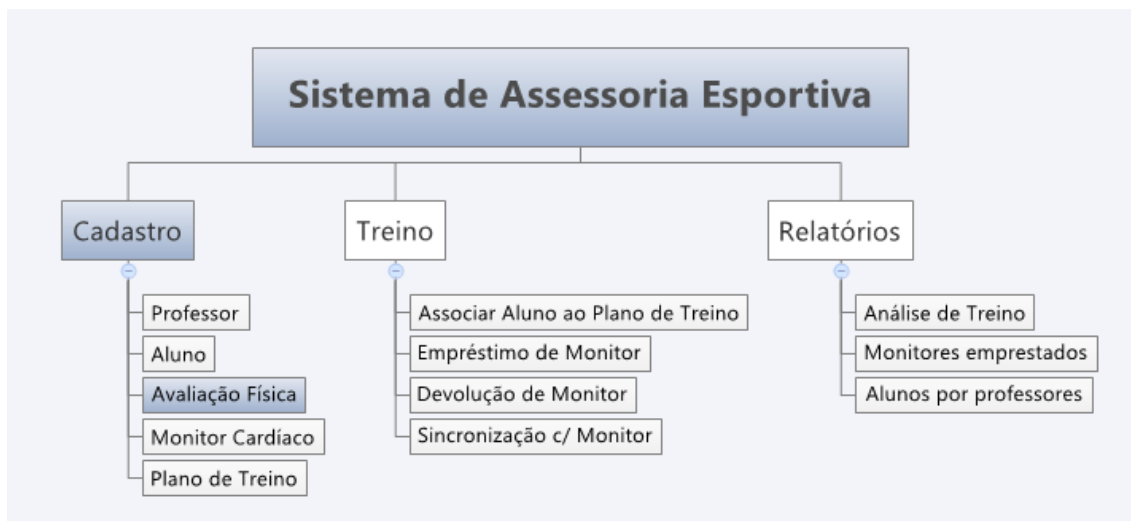 Sistema de Assessoria Esportiva
Cadastro
Professor
Aluno
Avaliação Física
Monitor Cardíaco
Plano de Treino
Treino
Associar Aluno ao Plano de Treino
Empréstimo de Monitor
Devolução de Monitor
Sincronização c/ Monitor
Relatórios
Análise de Treino
Monitores emprestados
Alunos por professores